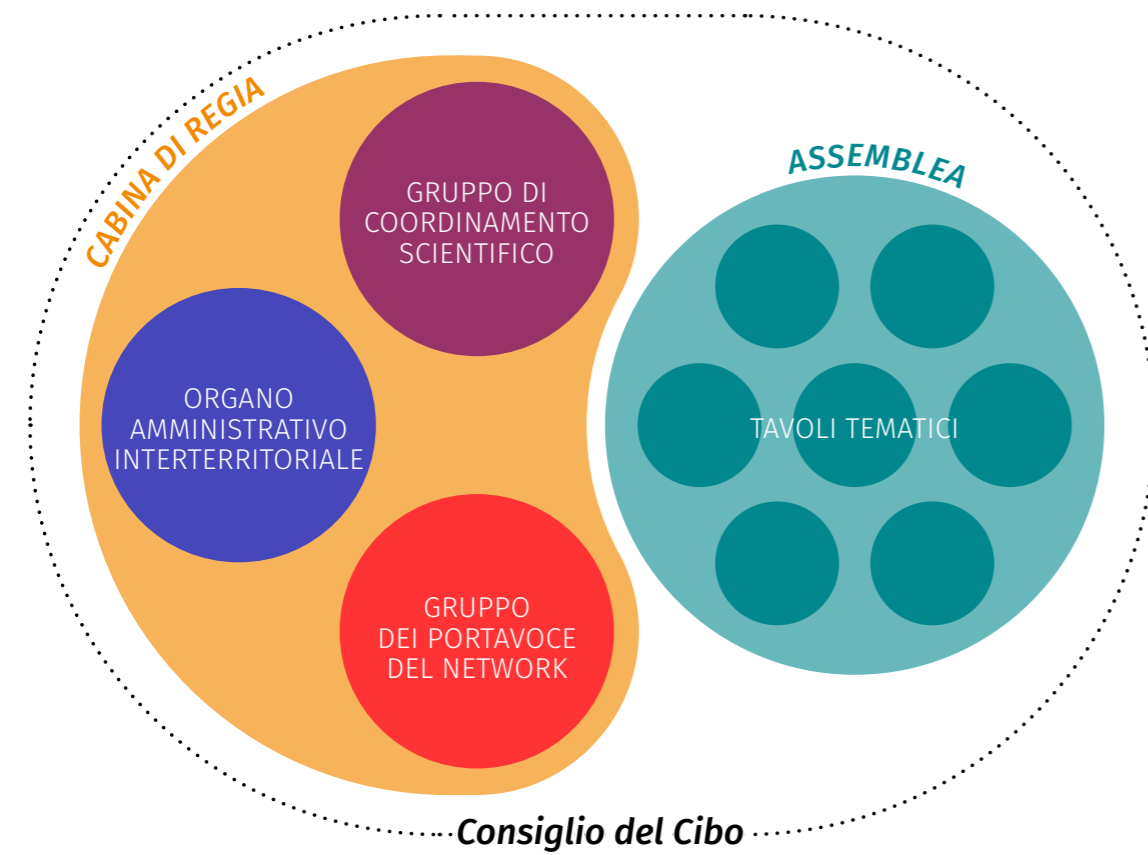 CABINA DI REGIA
GRUPPO DI
COORDINAMENTO
SCIENTIFICO
ORGANO
AMMINISTRATIVO
INTERTERRITORIALE
GRUPPO
DEI PORTAVOCE
DEL NETWORK
ASSEMBLEA
TAVOLI TEMATICI
Consiglio del Cibo